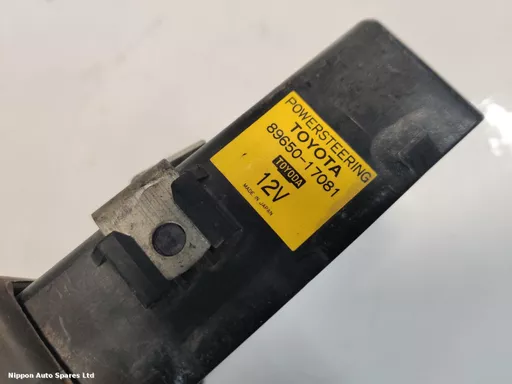 POWERSTEERING
TOYOTA
89650-17081
TOYODA
12V
MADE IN JAPAN
Nippon Auto Spares Ltd